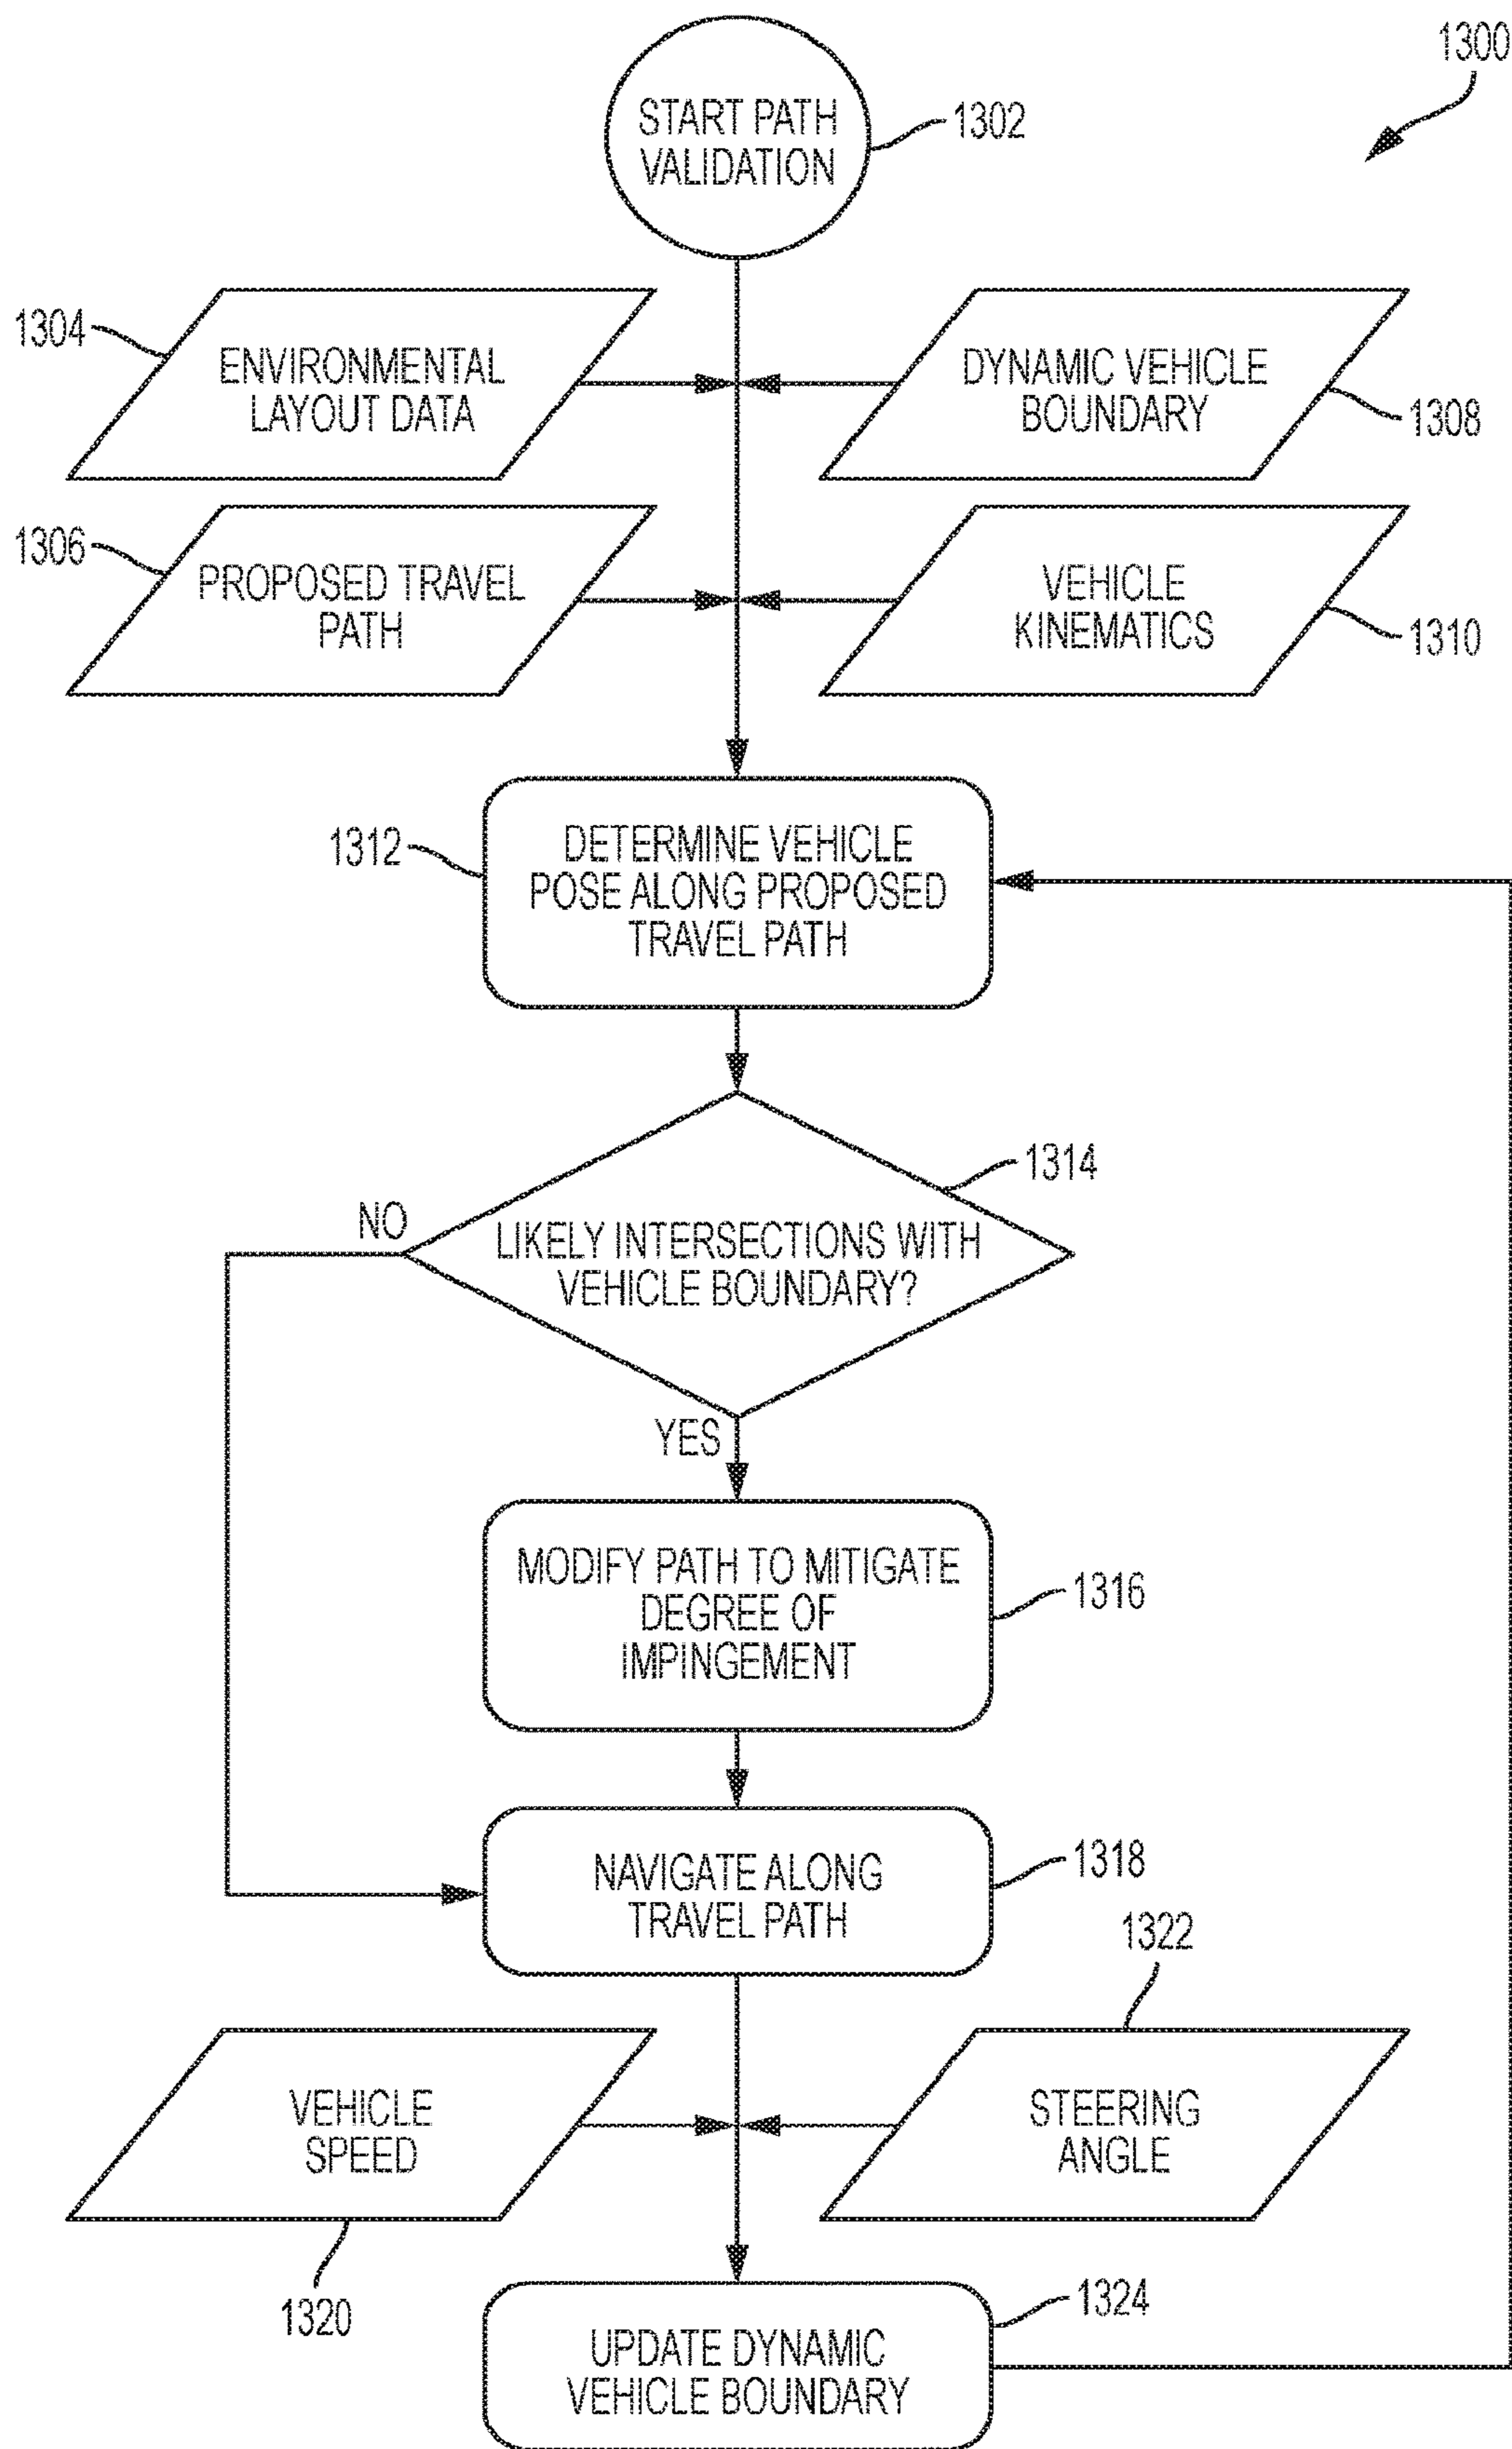 1300
START PATH
VALIDATION
1302
1304
ENVIRONMENTAL
LAYOUT DATA
DYNAMIC VEHICLE
BOUNDARY
1308
1306
PROPOSED TRAVEL
PATH
VEHICLE
KINEMATICS
1310
1312
DETERMINE VEHICLE
POSE ALONG PROPOSED
TRAVEL PATH
1314
NO
LIKELY INTERSECTIONS WITH
VEHICLE BOUNDARY?
YES
MODIFY PATH TO MITIGATE
DEGREE OF
IMPINGEMENT
1316
NAVIGATE ALONG
TRAVEL PATH
1318
1322
VEHICLE
SPEED
STEERING
ANGLE
1320
1324
UPDATE DYNAMIC
VEHICLE BOUNDARY